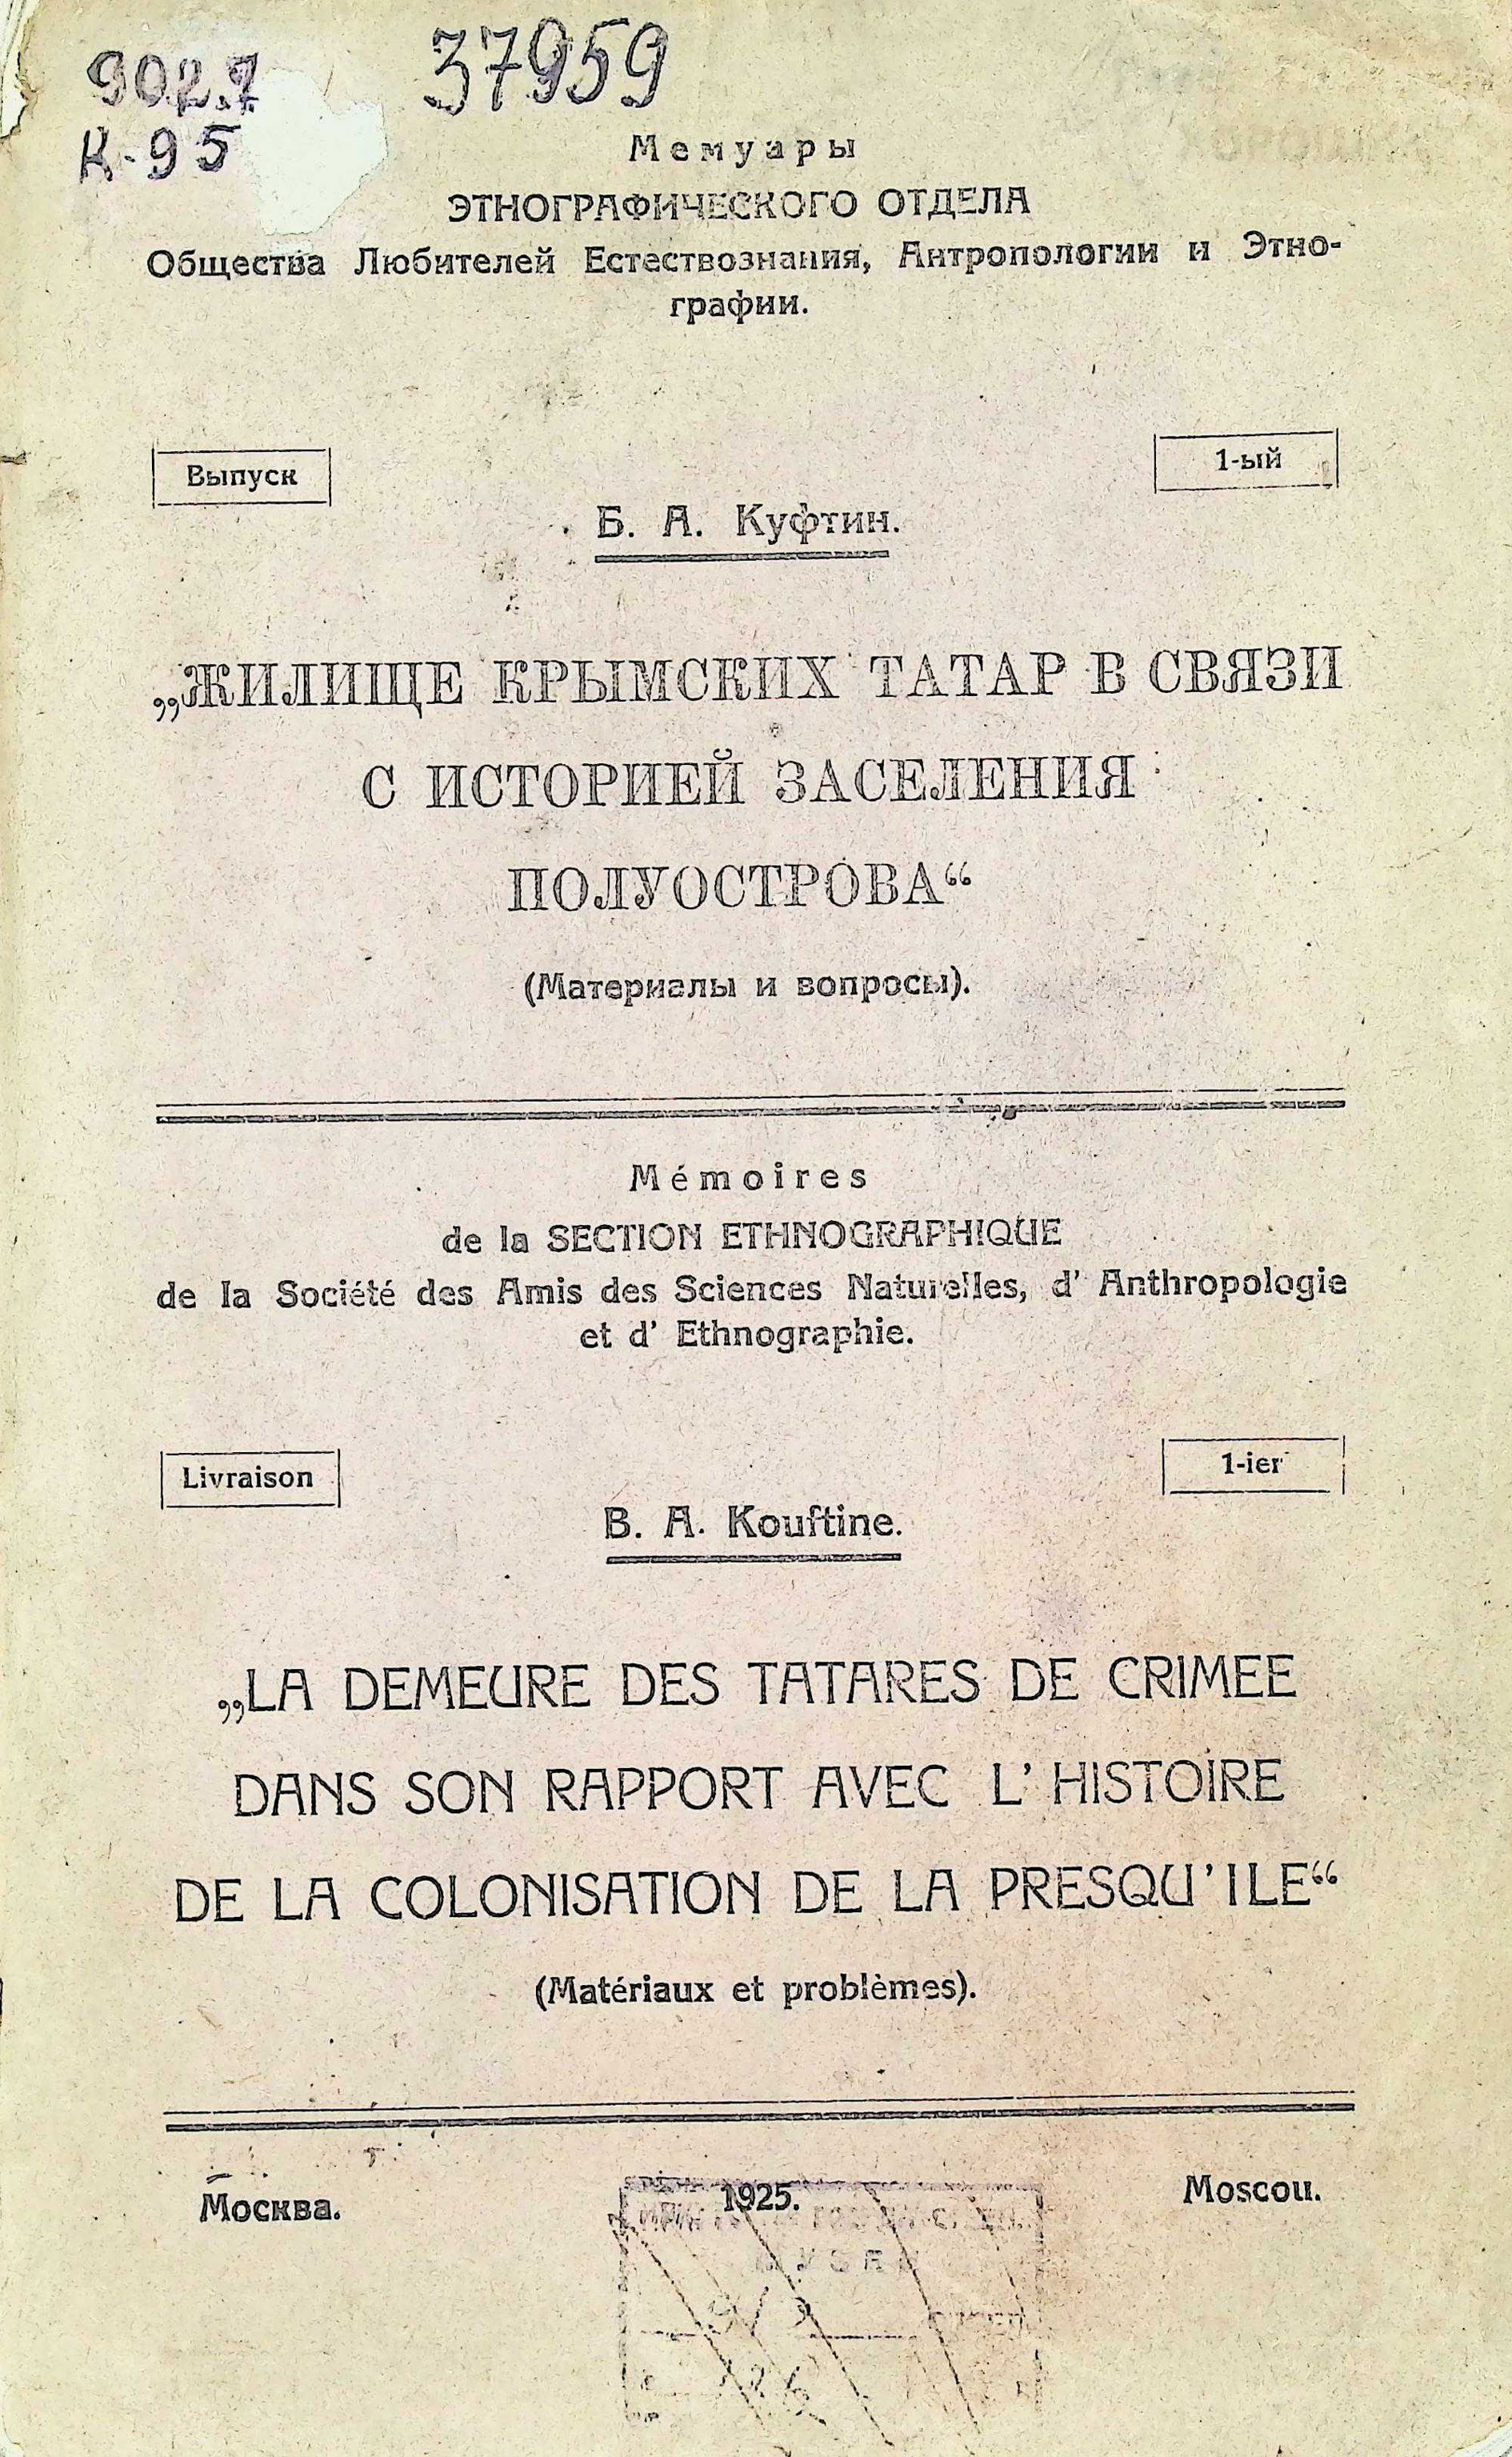 37959
902.7
К-95
Мемуары
ЭТНОГРАФИЧЕСКОГО ОТДЕЛА
Общества Любителей Естествознания, Антропологии и Этно-
графии.
Выпуск
1-ый
Б. А. Куфтин.
„ЖИЛИЩЕ КРЫМСКИХ ТАТАР В СВЯЗИ
С ИСТОРИЕЙ ЗАСЕЛЕНИЯ
ПОЛУОСТРОВА“
(Материалы и вопросы).
Mémoires
de la SECTION ETHNOGRAPHIQUE
de la Société des Amis des Sciences Naturelles, d' Anthropologie
et d' Ethnographie.
Livraison
1-ier
B. A. Kouftine.
„LA DEMEURE DES TATARES DE CRIMEE
DANS SON RAPPORT AVEC L' HISTOIRE
DE LA COLONISATION DE LA PRESQU'ILE“
(Matériaux et problèmes).
Москва.
1925.
Moscou.